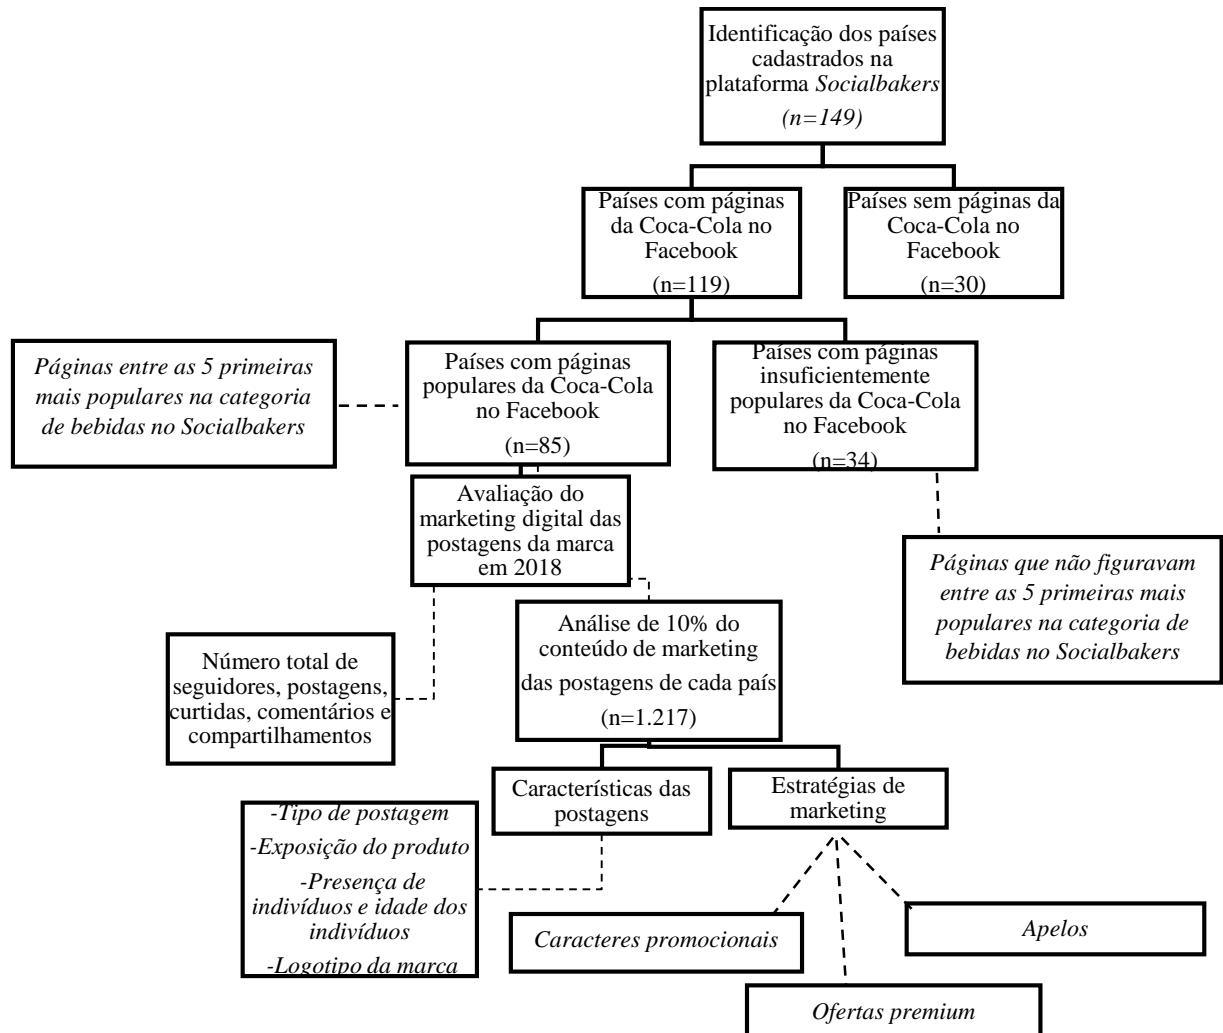 Identificação dos países
cadastrados na
plataforma Socialbakers
(n=149)
Países com páginas
da Coca-Cola no
Facebook
(n=119)
Países sem páginas da
Coca-Cola no
Facebook
(n=30)
Páginas entre as 5 primeiras
mais populares na categoria
de bebidas no Socialbakers
Países com páginas
populares da Coca-Cola
no Facebook
(n=85)
Países com páginas
insuficientemente
populares da Coca-Cola
no Facebook
(n=34)
Avaliação do
marketing digital das
postagens da marca
em 2018
Páginas que não figuravam
entre as 5 primeiras mais
populares na categoria de
bebidas no Socialbakers
Número total de
seguidores, postagens,
curtidas, comentários e
compartilhamentos
Análise de 10% do
conteúdo de marketing
das postagens de cada país
(n=1.217)
Características das
postagens
Estratégias de
marketing
-Tipo de postagem
-Exposição do produto
-Presença de
indivíduos e idade dos
indivíduos
-Logotipo da marca
Caracteres promocionais
Apelos
Ofertas premium